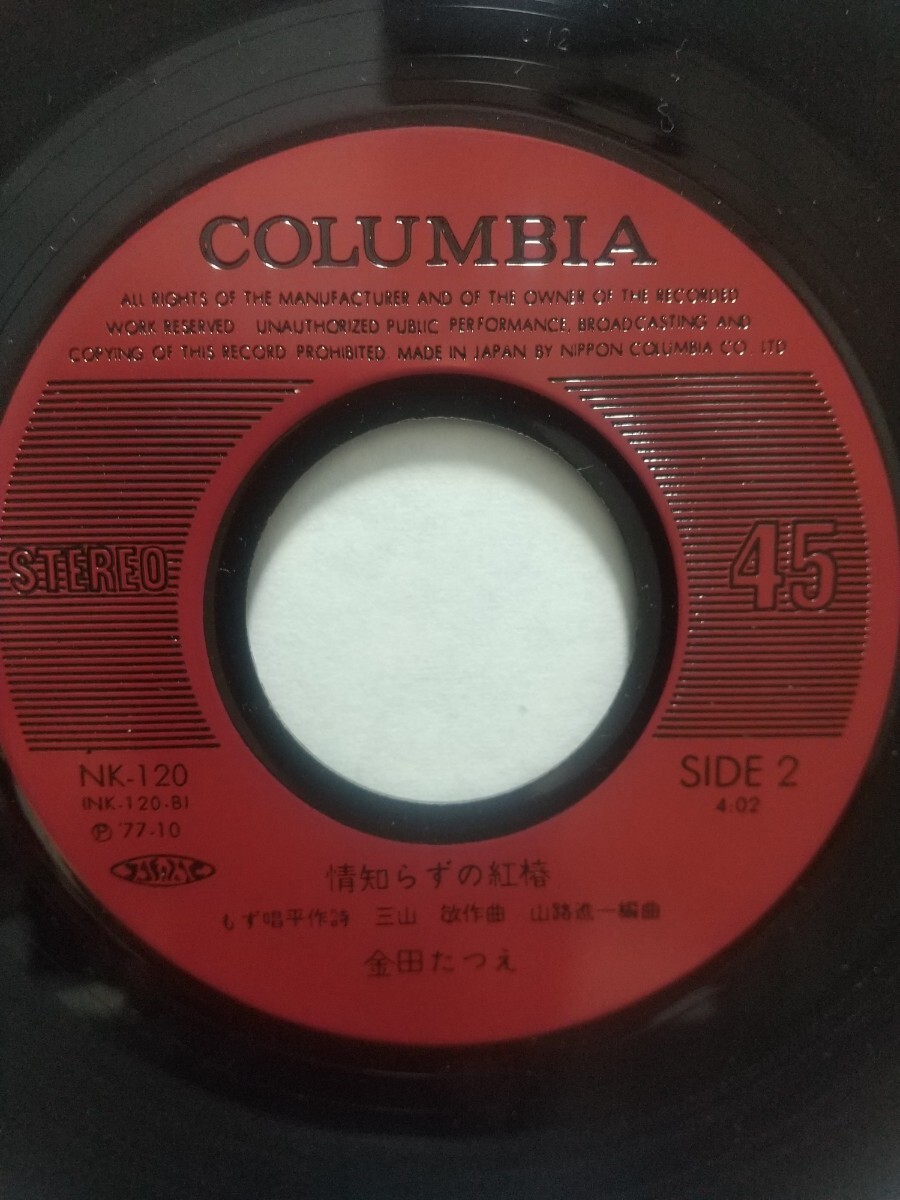 COLUMBIA
ALL RIGHTS OF THE MANUFACTURER AND OF THE OWNER OF THE RECORDED
WORK RESERVED. UNAUTHORIZED PUBLIC PERFORMANCE, BROADCASTING AND
COPYING OF THIS RECORD PROHIBITED. MADE IN JAPAN BY NIPPON COLUMBIA CO. LTD
STEREO
45
NK-120
(NK-120-B)
Ⓟ '77-10
SIDE 2
4:02
情知らずの紅椿
もず唱平作詩 三山 敏作曲 山路進一編曲
金田たつえ